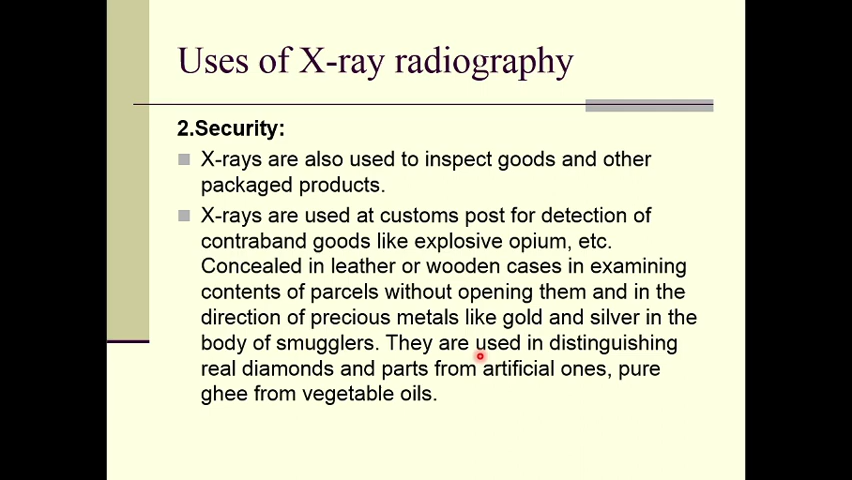 Uses of X-ray radiography
2.Security:
X-rays are also used to inspect goods and other
packaged products.
X-rays are used at customs post for detection of
contraband goods like explosive opium, etc.
Concealed in leather or wooden cases in examining
contents of parcels without opening them and in the
direction of precious metals like gold and silver in the
body of smugglers. They are used in distinguishing
real diamonds and parts from artificial ones, pure
ghee from vegetable oils.